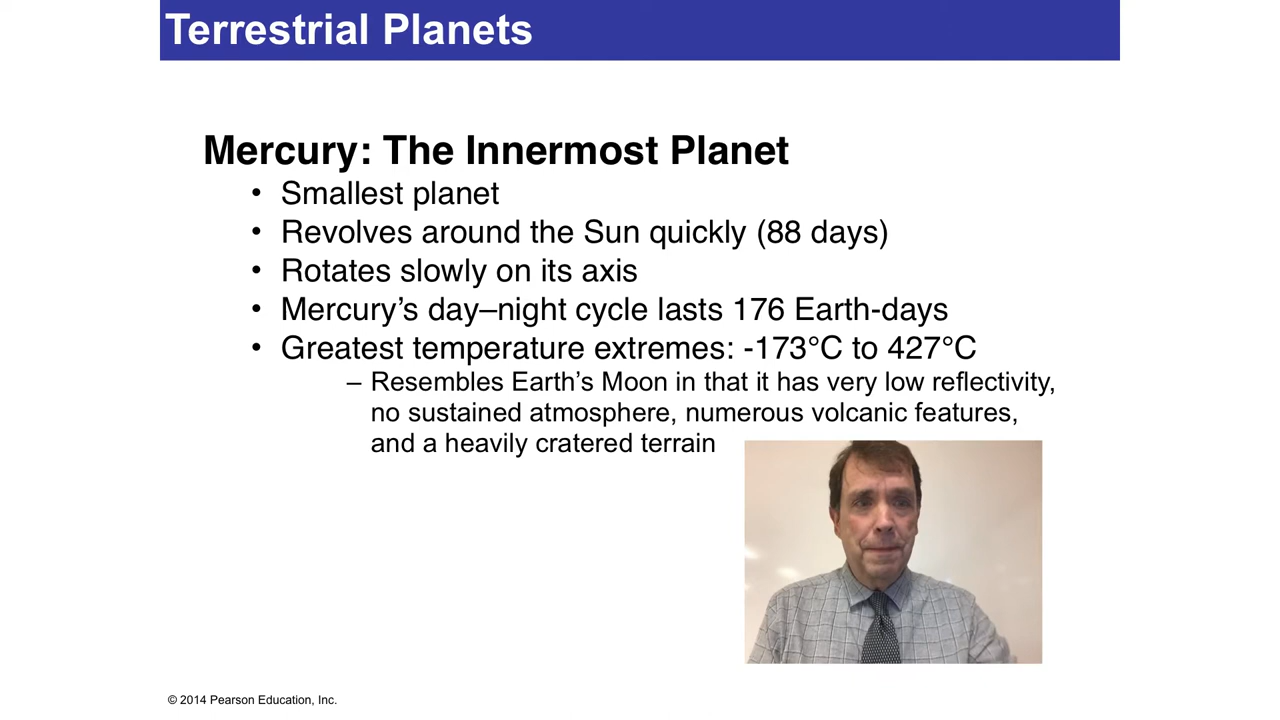 Terrestrial Planets
Mercury: The Innermost Planet
• Smallest planet
• Revolves around the Sun quickly (88 days)
• Rotates slowly on its axis
• Mercury’s day–night cycle lasts 176 Earth-days
• Greatest temperature extremes: -173°C to 427°C
– Resembles Earth’s Moon in that it has very low reflectivity,
no sustained atmosphere, numerous volcanic features,
and a heavily cratered terrain
© 2014 Pearson Education, Inc.